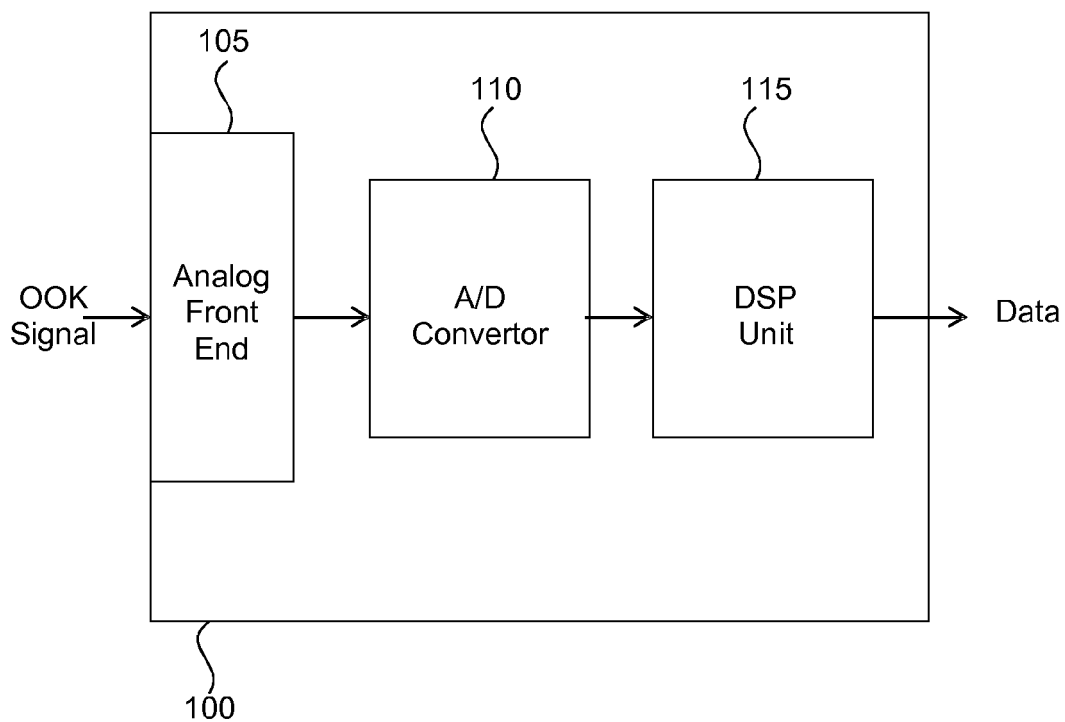 105
110
115
OOK
Signal
Analog
Front
End
A/D
Convertor
DSP
Unit
Data
100